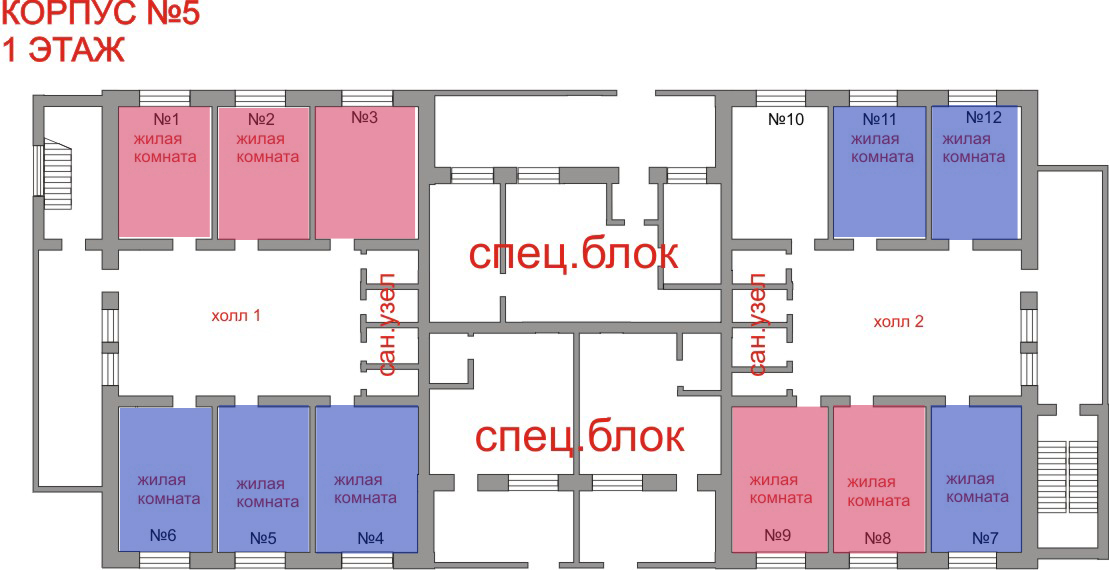 КОРПУС №5
1 ЭТАЖ
№1
жилая
комната
№2
жилая
комната
№3
№10
№11
жилая
комната
№12
жилая
комната
спец.блок
холл 1
сан.узел
сан.узел
холл 2
спец.блок
жилая
комната
№6
жилая
комната
№5
жилая
комната
№4
жилая
комната
№9
жилая
комната
№8
жилая
комната
№7